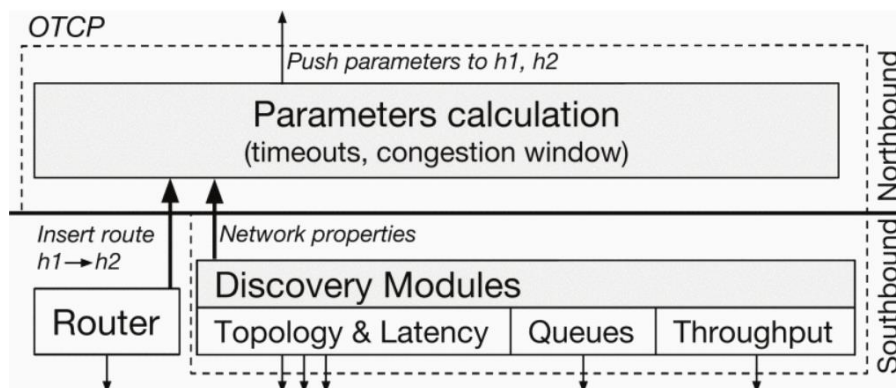 OTCP
Push parameters to h1, h2
Parameters calculation
(timeouts, congestion window)
Northbound
Insert route
h1→h2
Network properties
Discovery Modules
Router
Topology & Latency
Queues
Throughput
Southbound